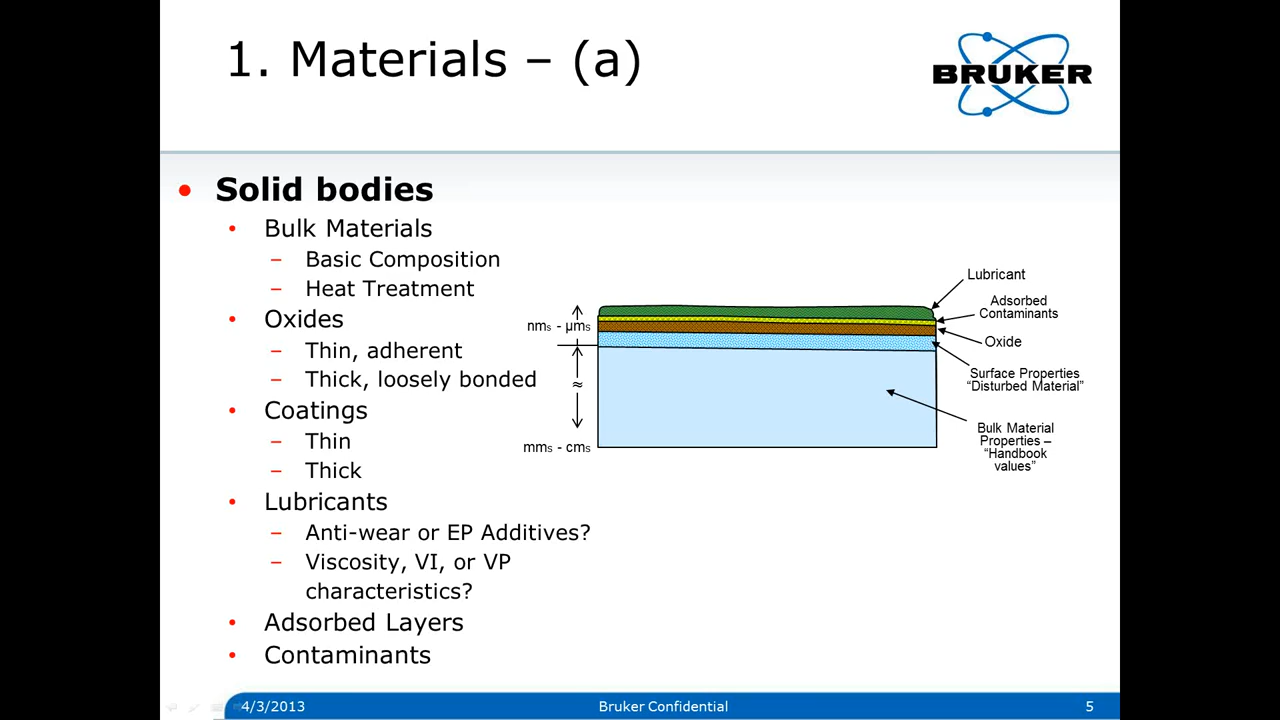 1. Materials – (a)
BRUKER
• Solid bodies
• Bulk Materials
– Basic Composition
– Heat Treatment
• Oxides
– Thin, adherent
– Thick, loosely bonded
• Coatings
– Thin
– Thick
• Lubricants
– Anti-wear or EP Additives?
– Viscosity, VI, or VP
characteristics?
• Adsorbed Layers
• Contaminants
nms - µms
≈
mms - cms
Lubricant
Adsorbed
Contaminants
Oxide
Surface Properties
“Disturbed Material”
Bulk Material
Properties –
“Handbook
values”
4/3/2013
Bruker Confidential
5